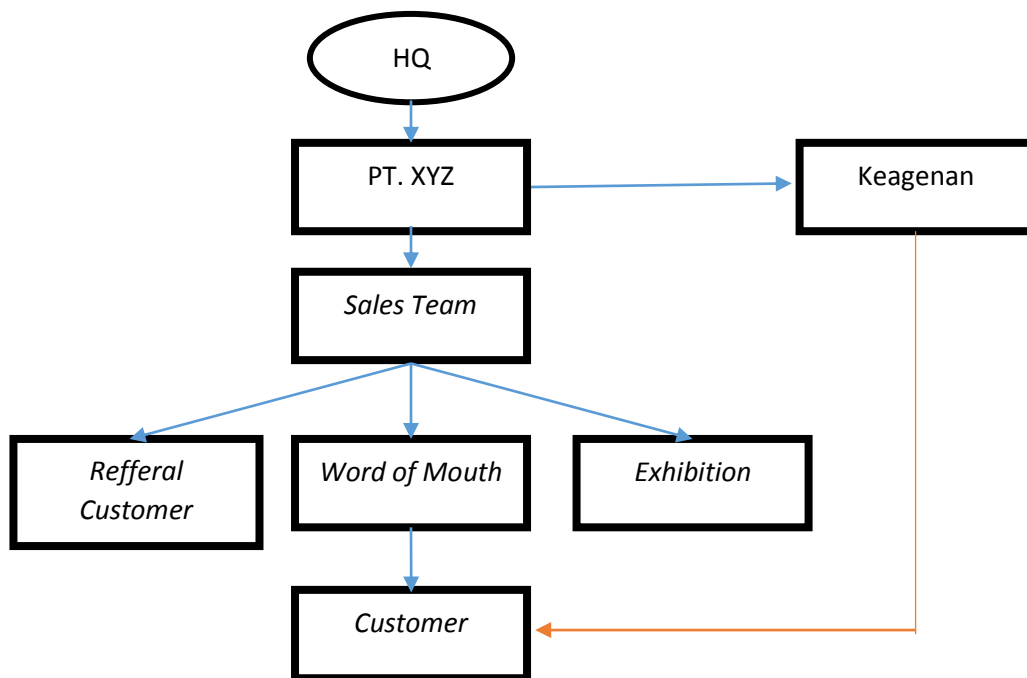 HQ
PT. XYZ
Keagenan
Sales Team
Refferal
Customer
Word of Mouth
Exhibition
Customer